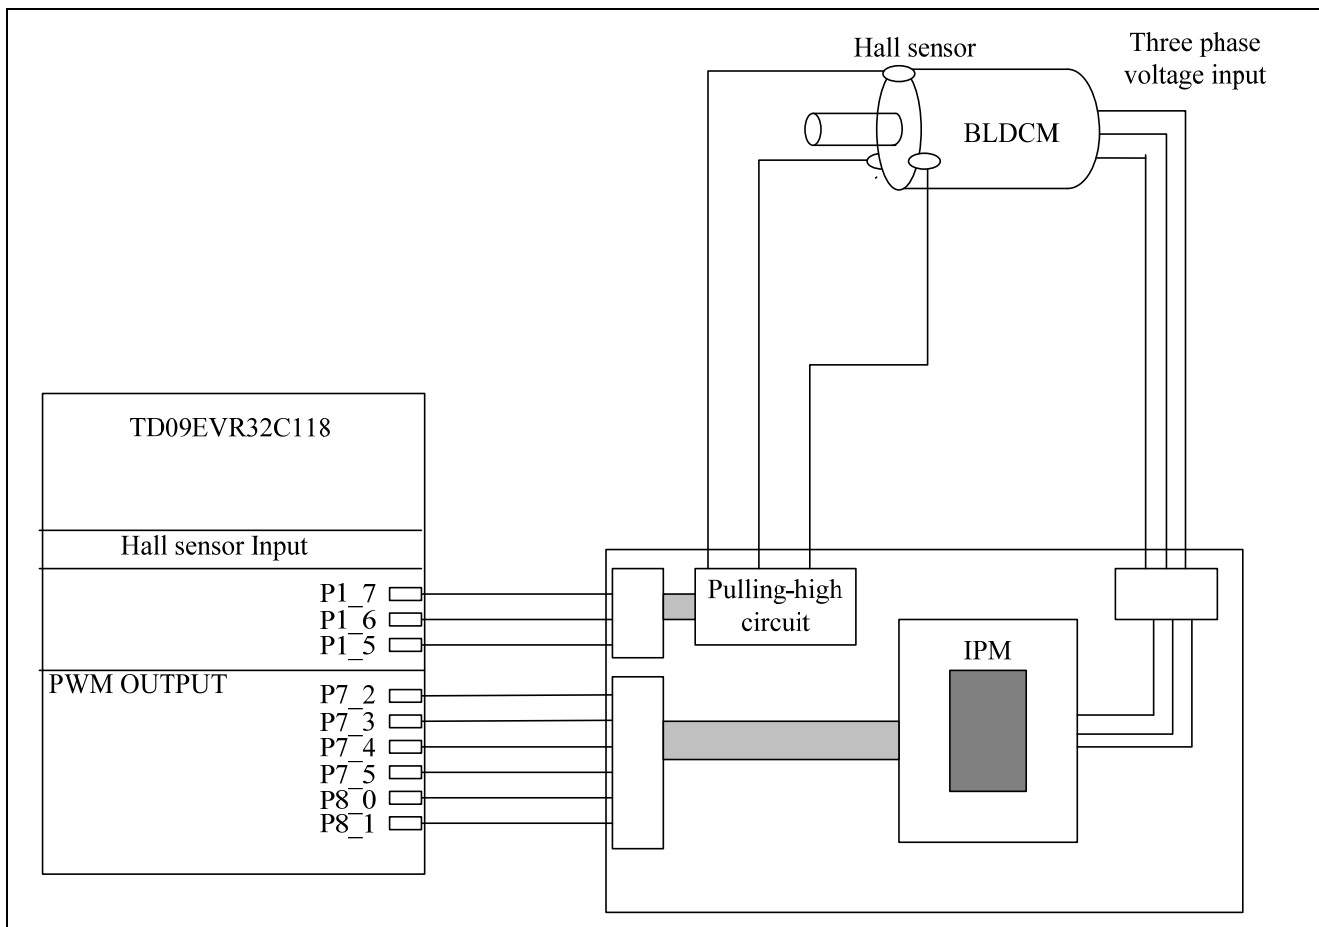 Hall sensor
Three phase
voltage input
BLDCM
TD09EVR32C118
Hall sensor Input
P1_7
P1_6
P1_5
Pulling-high
circuit
IPM
PWM OUTPUT
P7_2
P7_3
P7_4
P7_5
P8_0
P8_1